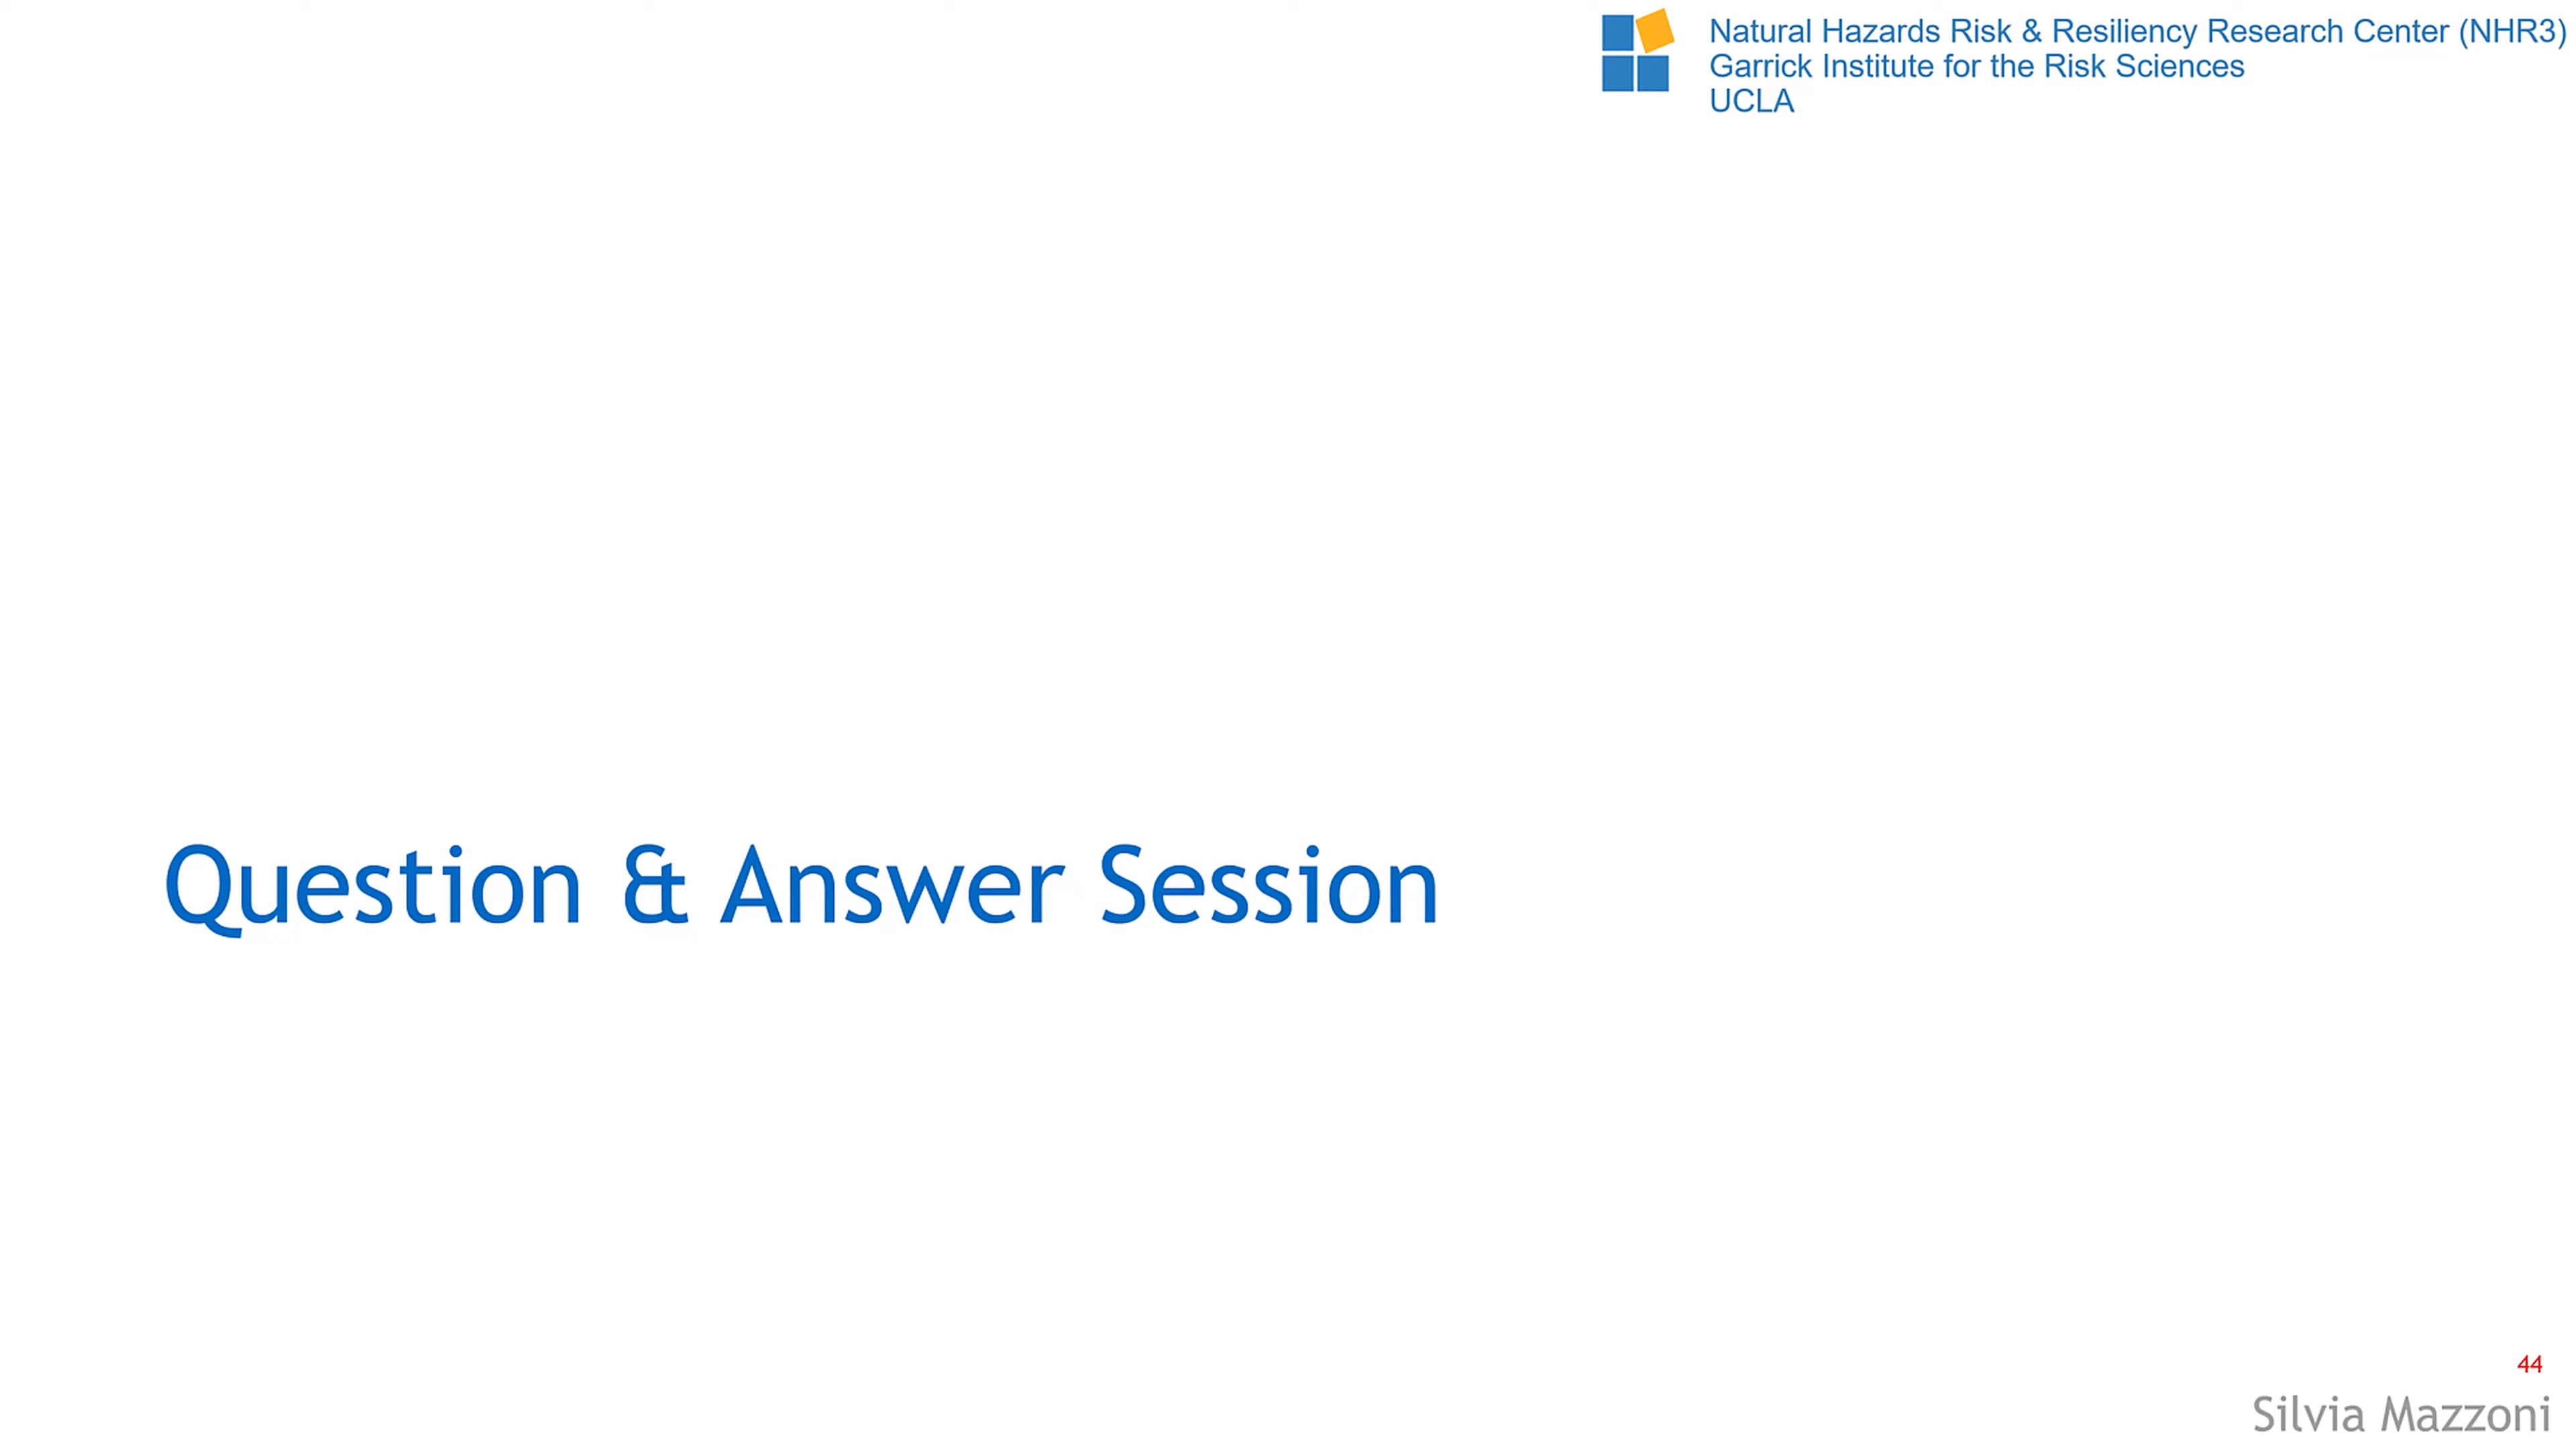 Natural Hazards Risk & Resiliency Research Center (NHR3)
Garrick Institute for the Risk Sciences
UCLA
Question & Answer Session
44
Silvia Mazzoni